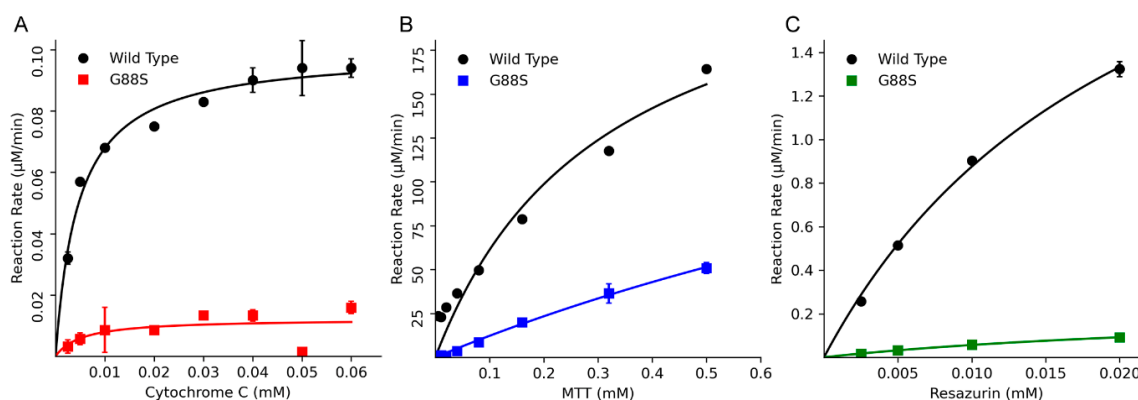 A
Wild Type
G88S
Reaction Rate (μM/min)
0.10
0.08
0.06
0.04
0.02
0.01 0.02 0.03 0.04 0.05 0.06
Cytochrome C (mM)
B
Wild Type
G88S
Reaction Rate (μM/min)
175
150
125
100
75
50
25
0.1 0.2 0.3 0.4 0.5 0.6
MTT (mM)
C
Wild Type
G88S
Reaction Rate (μM/min)
1.4
1.2
1.0
0.8
0.6
0.4
0.2
0.005 0.010 0.015 0.020
Resazurin (mM)